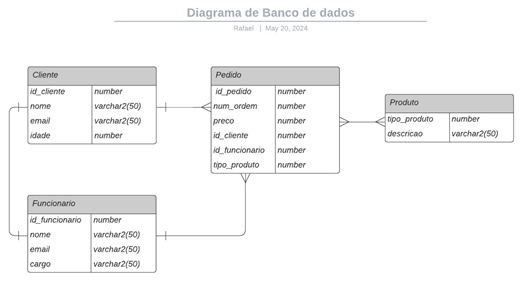 Diagrama de Banco de dados
Rafael | May 20, 2024
Cliente
id_cliente number
nome varchar2(50)
email varchar2(50)
idade number
Pedido
id_pedido number
num_ordem number
preco number
id_cliente number
id_funcionario number
tipo_produto number
Produto
tipo_produto number
descricao varchar2(50)
Funcionario
id_funcionario number
nome varchar2(50)
email varchar2(50)
cargo varchar2(50)